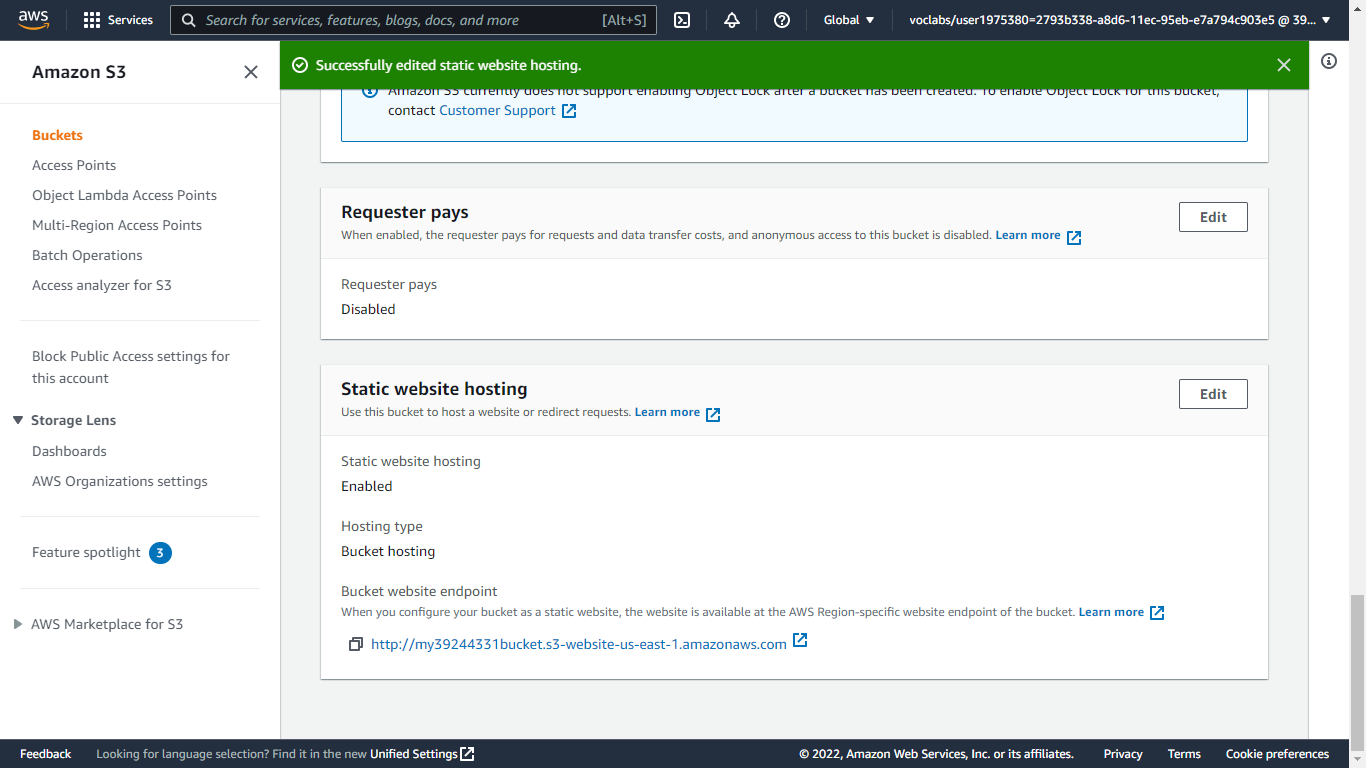 aws
Services
Search for services, features, blogs, docs, and more [Alt+S]
Global
voclabs/user1975380=2793b338-a8d6-11ec-95eb-e7a794c903e5 @ 39...
Amazon S3
Buckets
Access Points
Object Lambda Access Points
Multi-Region Access Points
Batch Operations
Access analyzer for S3
Block Public Access settings for
this account
Storage Lens
Dashboards
AWS Organizations settings
Feature spotlight 3
AWS Marketplace for S3
Successfully edited static website hosting.
Amazon S3 currently does not support enabling Object Lock after a bucket has been created. To enable Object Lock for this bucket,
contact Customer Support
Requester pays
Edit
When enabled, the requester pays for requests and data transfer costs, and anonymous access to this bucket is disabled. Learn more
Requester pays
Disabled
Static website hosting
Edit
Use this bucket to host a website or redirect requests. Learn more
Static website hosting
Enabled
Hosting type
Bucket hosting
Bucket website endpoint
When you configure your bucket as a static website, the website is available at the AWS Region-specific website endpoint of the bucket. Learn more
http://my39244331bucket.s3-website-us-east-1.amazonaws.com
Feedback
Looking for language selection? Find it in the new Unified Settings
© 2022, Amazon Web Services, Inc. or its affiliates.
Privacy
Terms
Cookie preferences